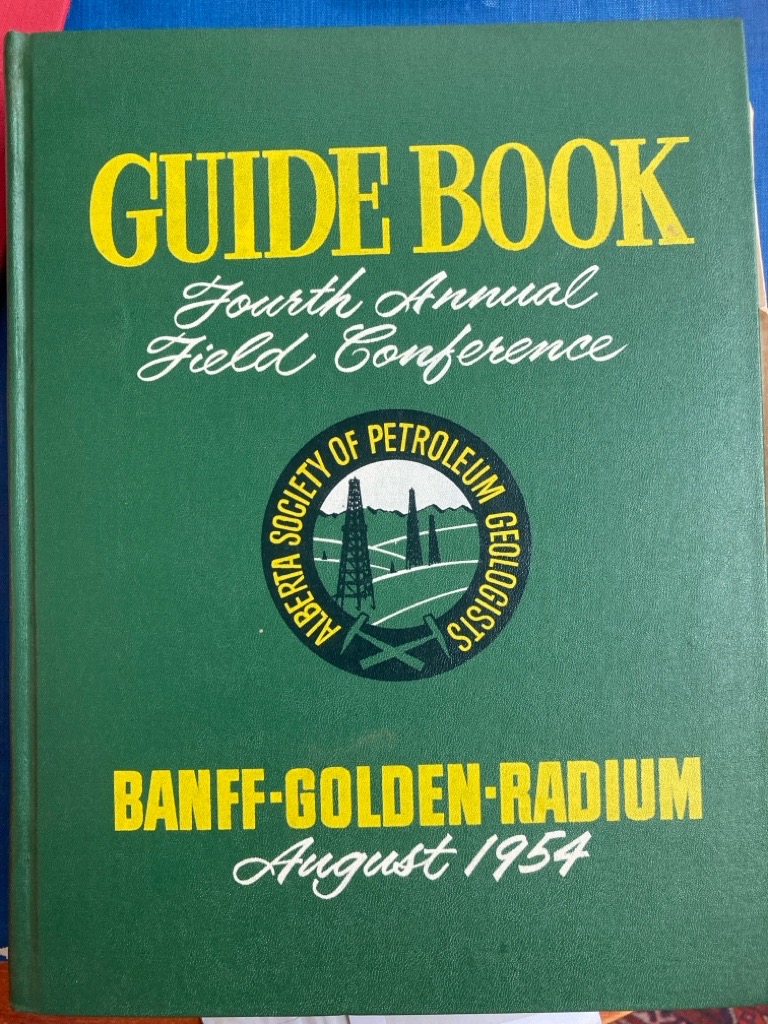 GUIDE BOOK
Fourth Annual
Field Conference
ALBERTA SOCIETY OF PETROLEUM GEOLOGISTS
BANFF-GOLDEN-RADIUM
August 1954